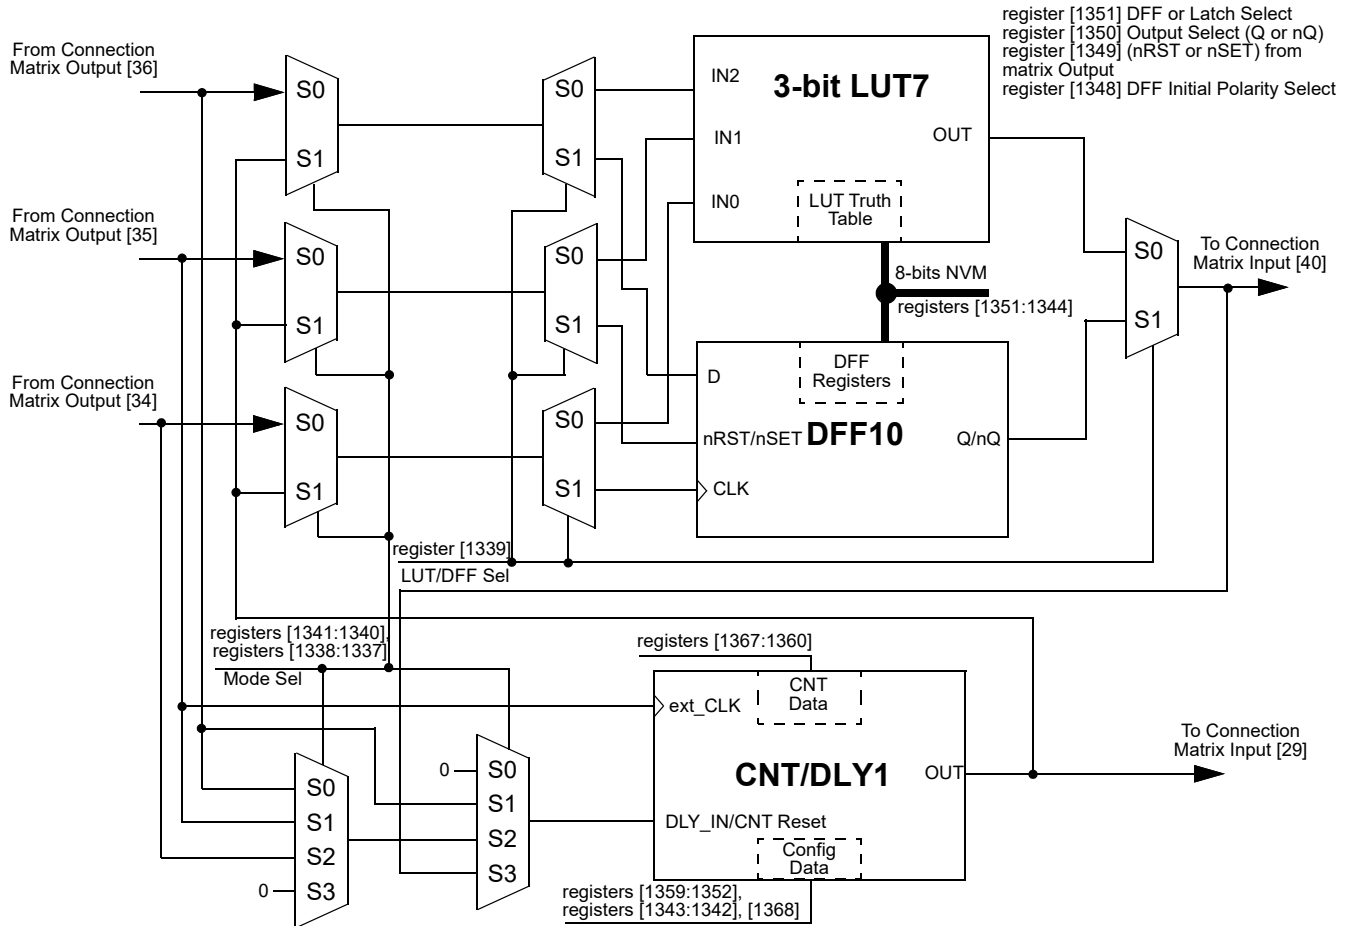 register [1351] DFF or Latch Select
register [1350] Output Select (Q or nQ)
register [1349] (nRST or nSET) from
matrix Output
register [1348] DFF Initial Polarity Select
From Connection
Matrix Output [36]
S0
S1
S0
S1
IN2
3-bit LUT7
IN1
OUT
IN0
LUT Truth
Table
From Connection
Matrix Output [35]
S0
S1
S0
S1
8-bits NVM
registers [1351:1344]
S0
S1
To Connection
Matrix Input [40]
From Connection
Matrix Output [34]
S0
S1
S0
S1
DFF
Registers
D
nRST/nSET
DFF10
Q/nQ
CLK
register [1339]
LUT/DFF Sel
registers [1341:1340],
registers [1338:1337]
Mode Sel
registers [1367:1360]
CNT
Data
ext_CLK
CNT/DLY1
OUT
To Connection
Matrix Input [29]
DLY_IN/CNT Reset
Config
Data
0
S0
S1
S2
S3
S0
S1
S2
0
S3
registers [1359:1352],
registers [1343:1342], [1368]